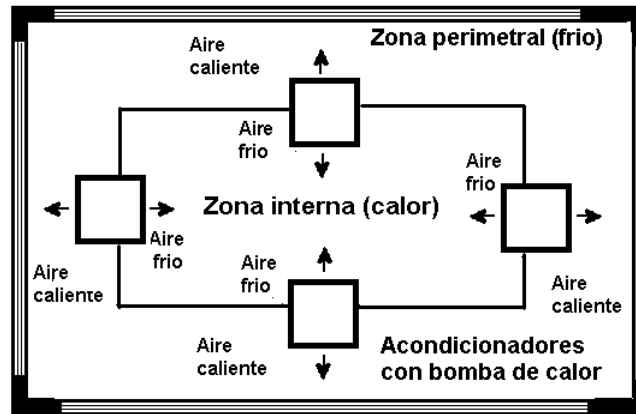 Zona perimetral (frio)
Aire
caliente
Aire
frio
Aire
frio
Zona interna (calor)
Aire
frio
Aire
caliente
Aire
frio
Aire
caliente
Aire
caliente
Acondicionadores
con bomba de calor